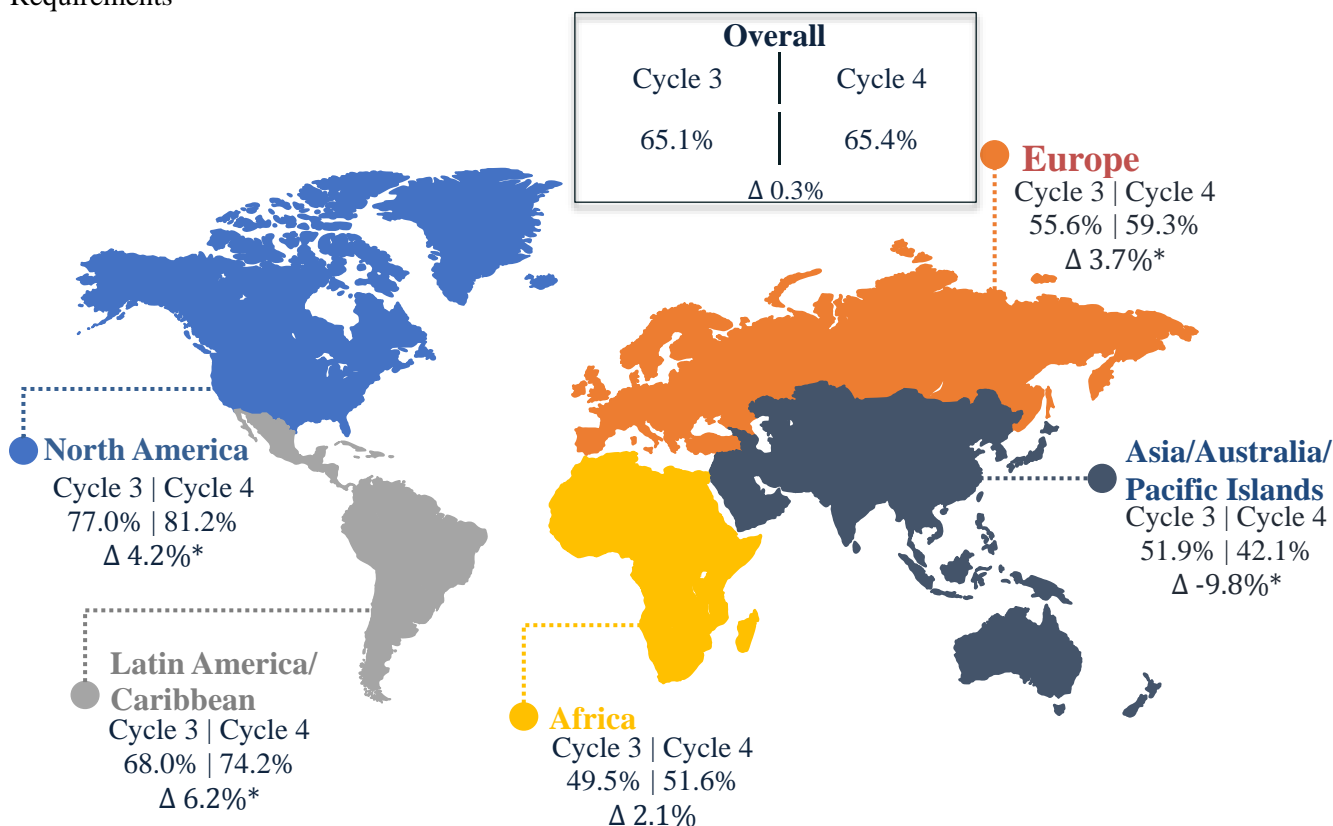 Requirements
Overall
Cycle 3 | Cycle 4
65.1% | 65.4%
Δ 0.3%
Europe
Cycle 3 | Cycle 4
55.6% | 59.3%
Δ 3.7%*
North America
Cycle 3 | Cycle 4
77.0% | 81.2%
Δ 4.2%*
Asia/Australia/
Pacific Islands
Cycle 3 | Cycle 4
51.9% | 42.1%
Δ -9.8%*
Latin America/
Caribbean
Cycle 3 | Cycle 4
68.0% | 74.2%
Δ 6.2%*
Africa
Cycle 3 | Cycle 4
49.5% | 51.6%
Δ 2.1%